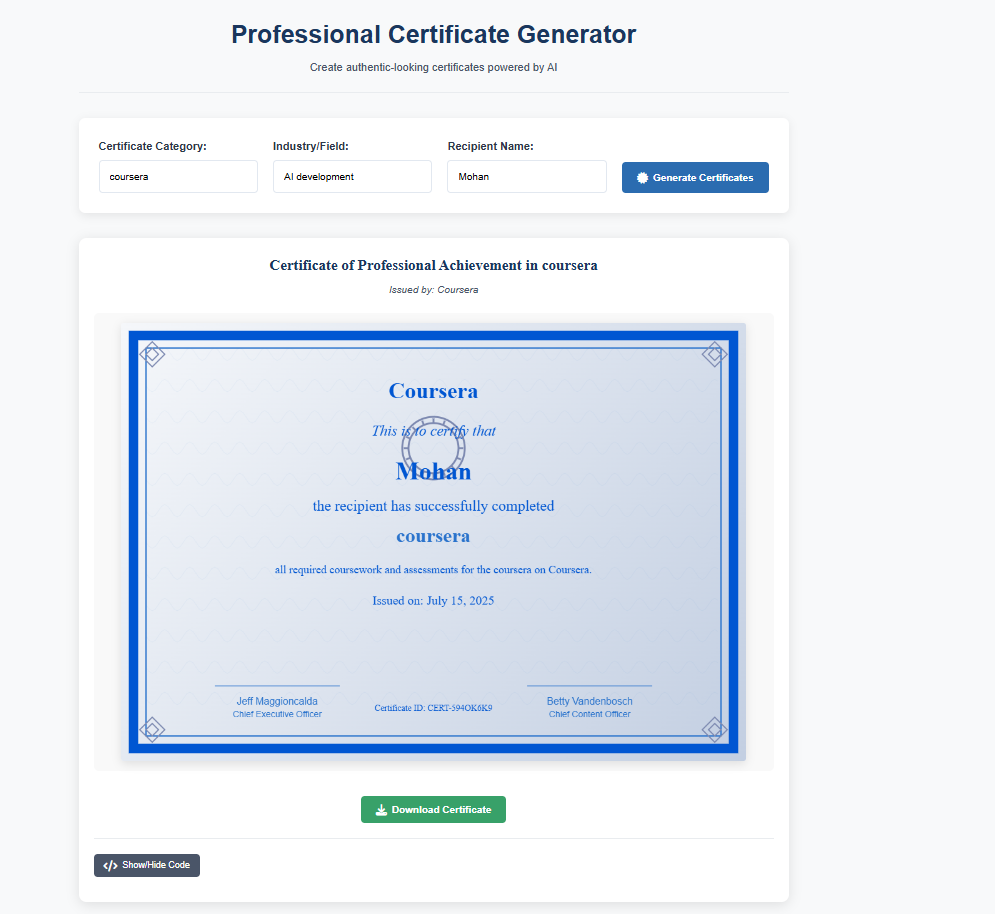 Professional Certificate Generator
Create authentic-looking certificates powered by AI
Certificate Category:
Industry/Field:
Recipient Name:
coursera
AI development
Mohan
Generate Certificates
Certificate of Professional Achievement in coursera
Issued by: Coursera
Coursera
This is to certify that
Mohan
the recipient has successfully completed
coursera
all required coursework and assessments for the coursera on Coursera.
Issued on: July 15, 2025
Jeff Maggioncalda
Chief Executive Officer
Certificate ID: CERT-594OK6K9
Betty Vandenbosch
Chief Content Officer
Download Certificate
</> Show/Hide Code